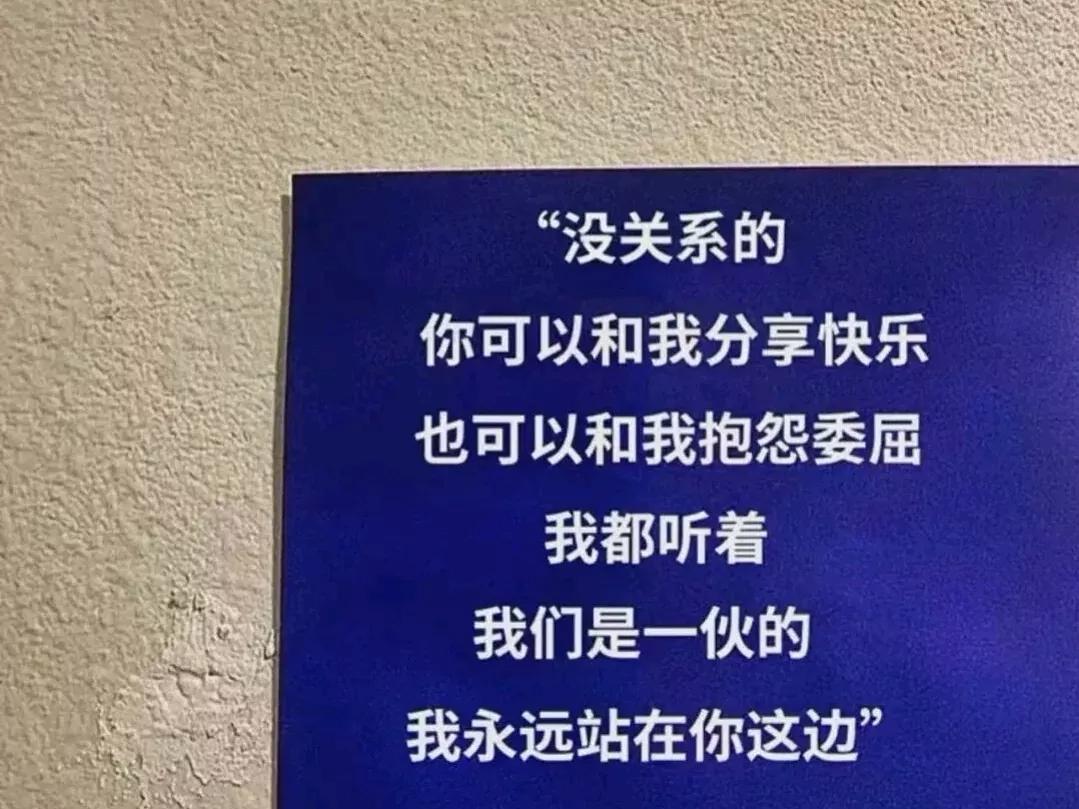 “没关系的
你可以和我分享快乐
也可以和我抱怨委屈
我都听着
我们是一伙的
我永远站在你这边”